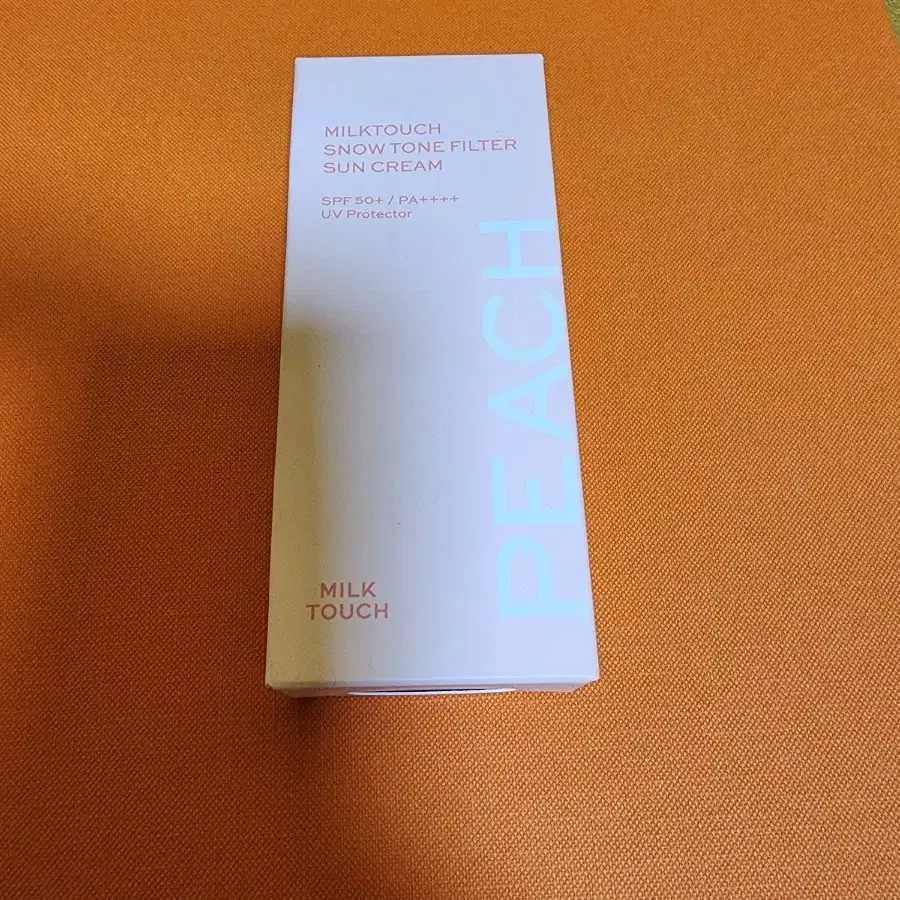 MILKTOUCH
SNOW TONE FILTER
SUN CREAM
SPF 50+ / PA++++
UV Protector
PEACH
MILK
TOUCH